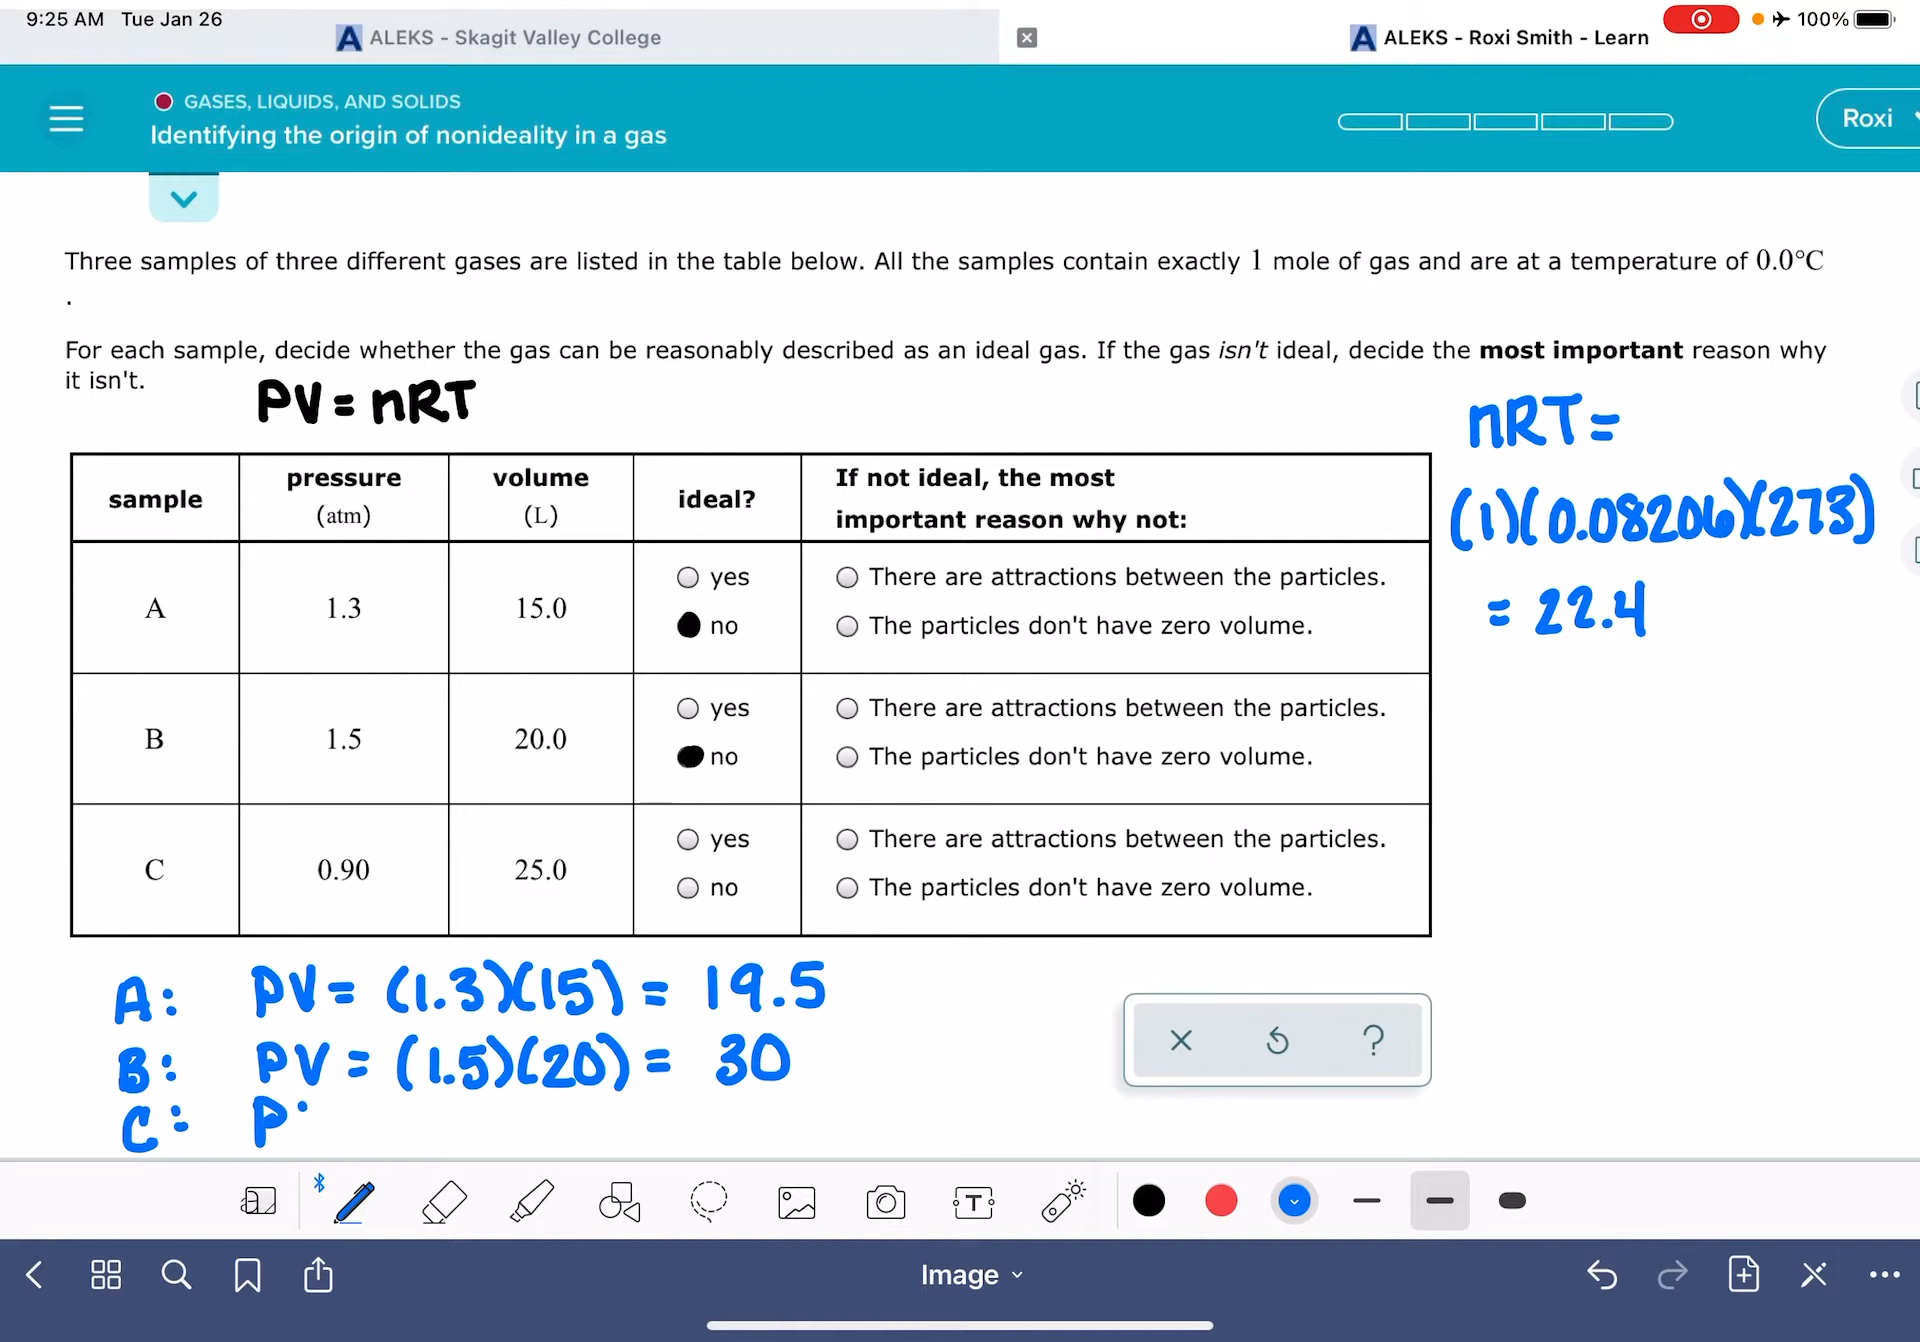 9:25 AM Tue Jan 26
100%
ALEKS - Skagit Valley College
ALEKS - Roxi Smith - Learn
GASES, LIQUIDS, AND SOLIDS
Identifying the origin of nonideality in a gas
Roxi
Three samples of three different gases are listed in the table below. All the samples contain exactly 1 mole of gas and are at a temperature of 0.0°C
.
For each sample, decide whether the gas can be reasonably described as an ideal gas. If the gas isn't ideal, decide the most important reason why
it isn't.
PV = nRT
nRT =
(1)(0.08206)(273)
= 22.4
sample
pressure
(atm)
volume
(L)
ideal?
If not ideal, the most
important reason why not:
A
1.3
15.0
yes
no
There are attractions between the particles.
The particles don't have zero volume.
B
1.5
20.0
yes
no
There are attractions between the particles.
The particles don't have zero volume.
C
0.90
25.0
yes
no
There are attractions between the particles.
The particles don't have zero volume.
A: PV = (1.3)(15) = 19.5
B: PV = (1.5)(20) = 30
C: P
?
T
Image